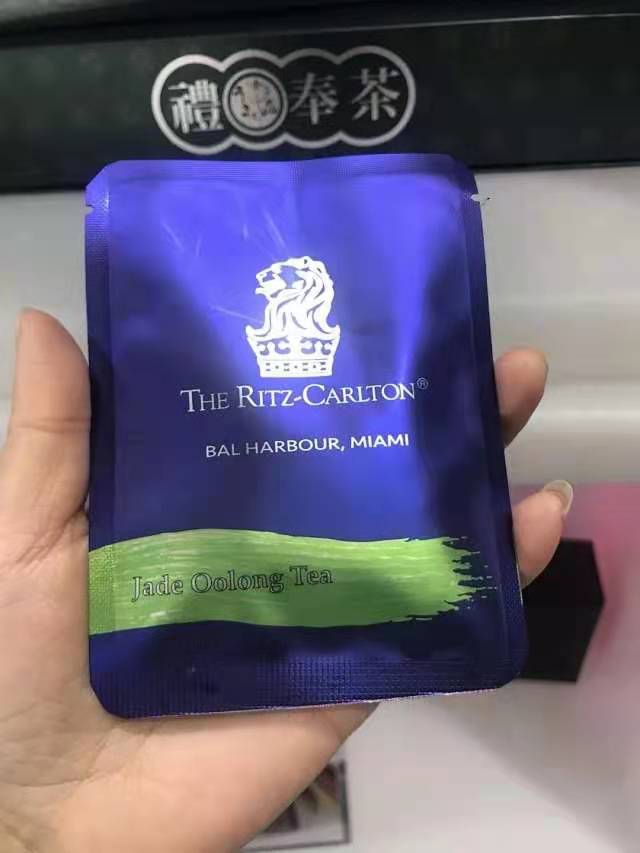 禮奉茶
THE RITZ-CARLTON®
BAL HARBOUR, MIAMI
Jade Oolong Tea